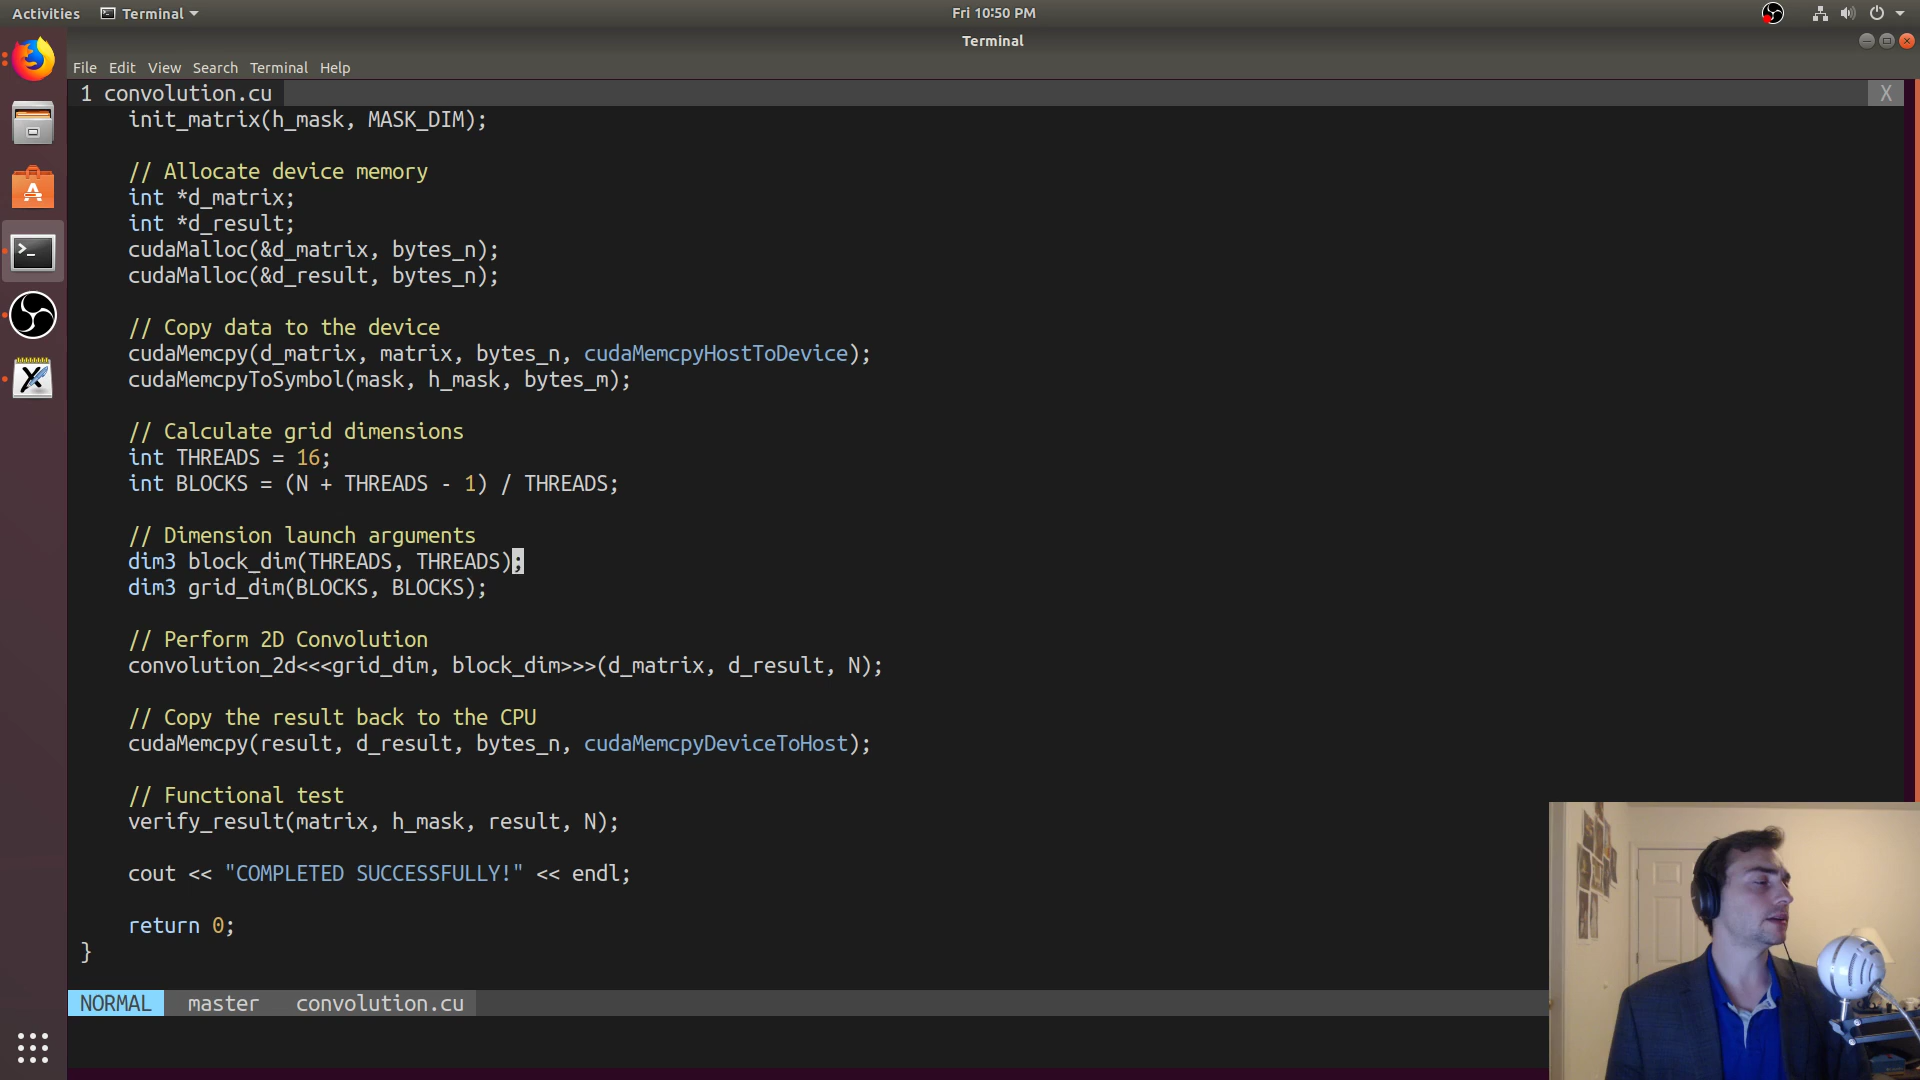 Activities
Terminal
Fri 10:50 PM
Terminal
File Edit View Search Terminal Help
1 convolution.cu X
init_matrix(h_mask, MASK_DIM);
// Allocate device memory
int *d_matrix;
int *d_result;
cudaMalloc(&d_matrix, bytes_n);
cudaMalloc(&d_result, bytes_n);
// Copy data to the device
cudaMemcpy(d_matrix, matrix, bytes_n, cudaMemcpyHostToDevice);
cudaMemcpyToSymbol(mask, h_mask, bytes_m);
// Calculate grid dimensions
int THREADS = 16;
int BLOCKS = (N + THREADS - 1) / THREADS;
// Dimension launch arguments
dim3 block_dim(THREADS, THREADS);
dim3 grid_dim(BLOCKS, BLOCKS);
// Perform 2D Convolution
convolution_2d<<<grid_dim, block_dim>>>(d_matrix, d_result, N);
// Copy the result back to the CPU
cudaMemcpy(result, d_result, bytes_n, cudaMemcpyDeviceToHost);
// Functional test
verify_result(matrix, h_mask, result, N);
cout << "COMPLETED SUCCESSFULLY!" << endl;
return 0;
}
NORMAL master convolution.cu